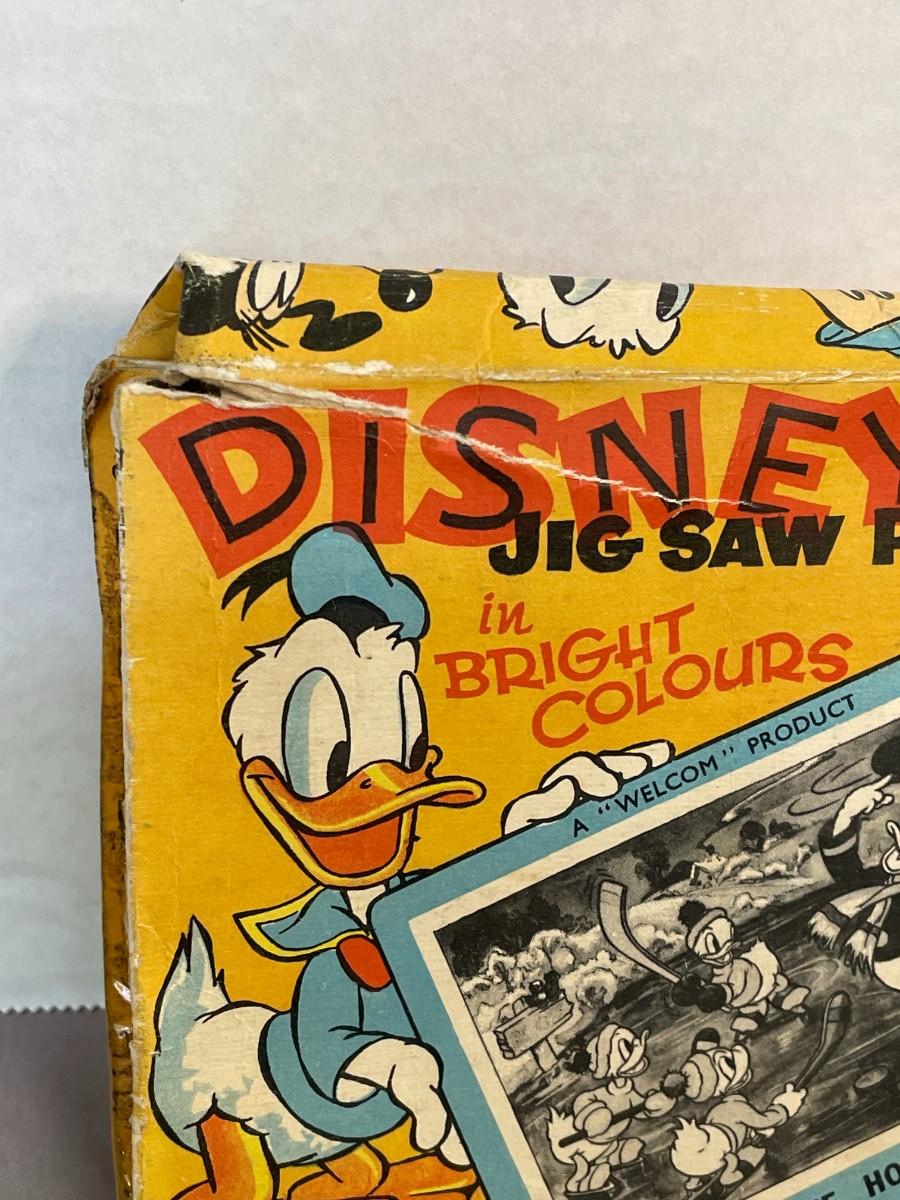 DISNEY
JIG SAW P
in
BRIGHT
COLOURS
A "WELCOM" PRODUCT
HO